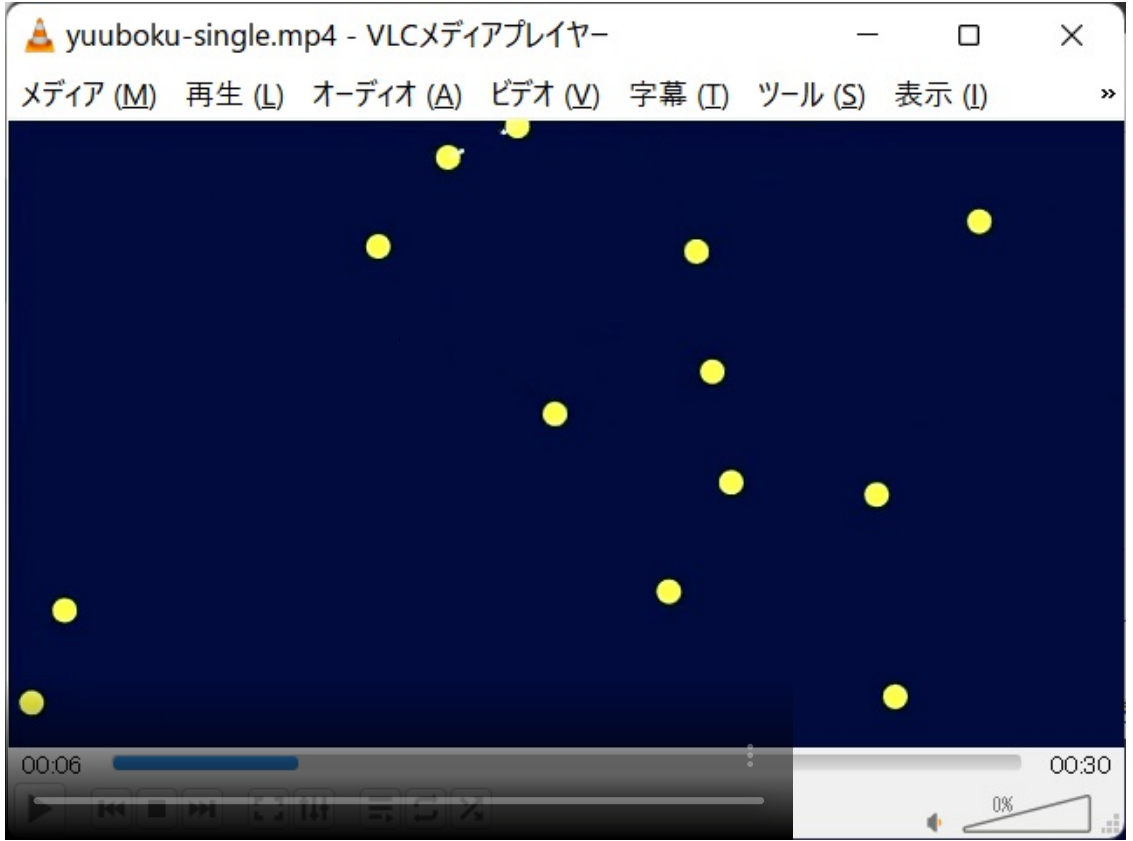 yuuboku-single.mp4 - VLCメディアプレイヤー
メディア (M) 再生 (L) オーディオ (A) ビデオ (V) 字幕 (T) ツール (S) 表示 (I) »
00:06 00:30
0%